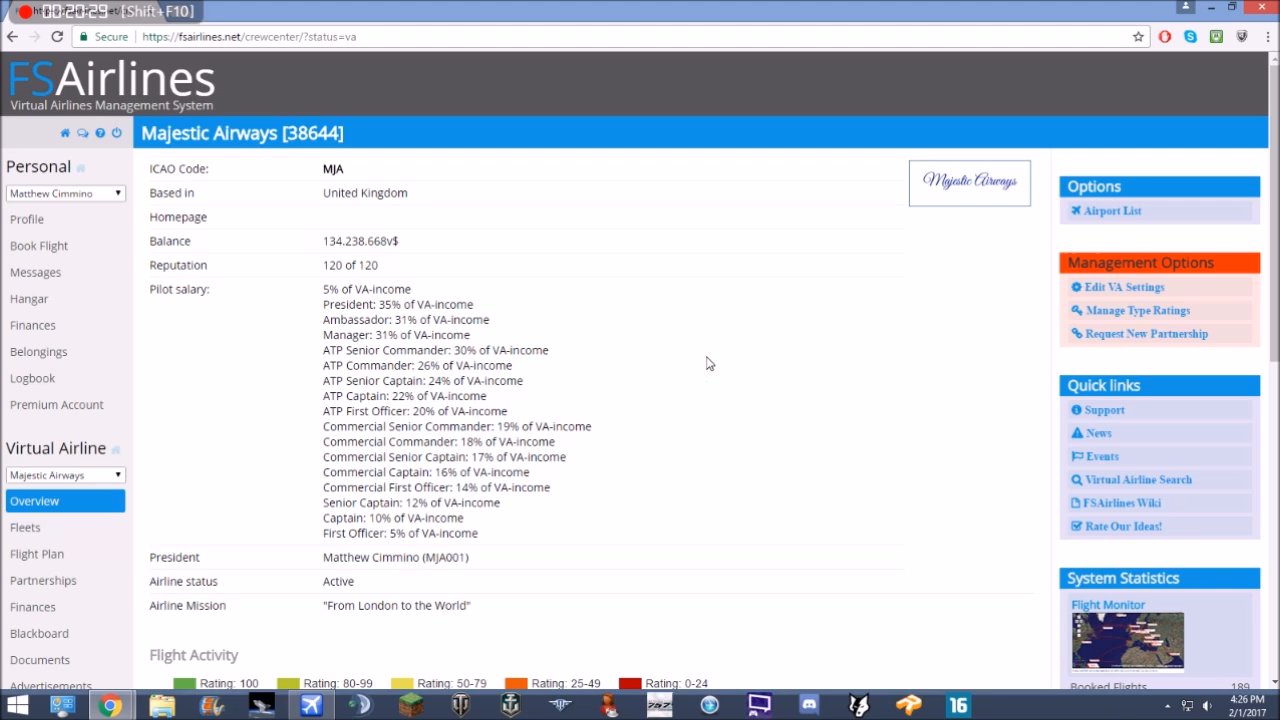 00:20:29 [Shift+F10]
Secure | https://fsairlines.net/crewcenter/?status=va
FSAirlines
Virtual Airlines Management System
Majestic Airways [38644]
Personal
Matthew Cimmino
Profile
Book Flight
Messages
Hangar
Finances
Belongings
Logbook
Premium Account
Virtual Airline
Majestic Airways
Overview
Fleets
Flight Plan
Partnerships
Finances
Blackboard
Documents
Advertisements
ICAO Code: MJA
Based in United Kingdom
Homepage
Balance 134.238.668v$
Reputation 120 of 120
Pilot salary: 5% of VA-income
President: 35% of VA-income
Ambassador: 31% of VA-income
Manager: 31% of VA-income
ATP Senior Commander: 30% of VA-income
ATP Commander: 26% of VA-income
ATP Senior Captain: 24% of VA-income
ATP Captain: 22% of VA-income
ATP First Officer: 20% of VA-income
Commercial Senior Commander: 19% of VA-income
Commercial Commander: 18% of VA-income
Commercial Senior Captain: 17% of VA-income
Commercial Captain: 16% of VA-income
Commercial First Officer: 14% of VA-income
Senior Captain: 12% of VA-income
Captain: 10% of VA-income
First Officer: 5% of VA-income
President Matthew Cimmino (MJA001)
Airline status Active
Airline Mission "From London to the World"
Flight Activity
Rating: 100 Rating: 80-99 Rating: 50-79 Rating: 25-49 Rating: 0-24
Majestic Airways
Options
Airport List
Management Options
Edit VA Settings
Manage Type Ratings
Request New Partnership
Quick links
Support
News
Events
Virtual Airline Search
FSAirlines Wiki
Rate Our Ideas!
System Statistics
Flight Monitor
Booked Flights 189
16
4:26 PM
2/1/2017